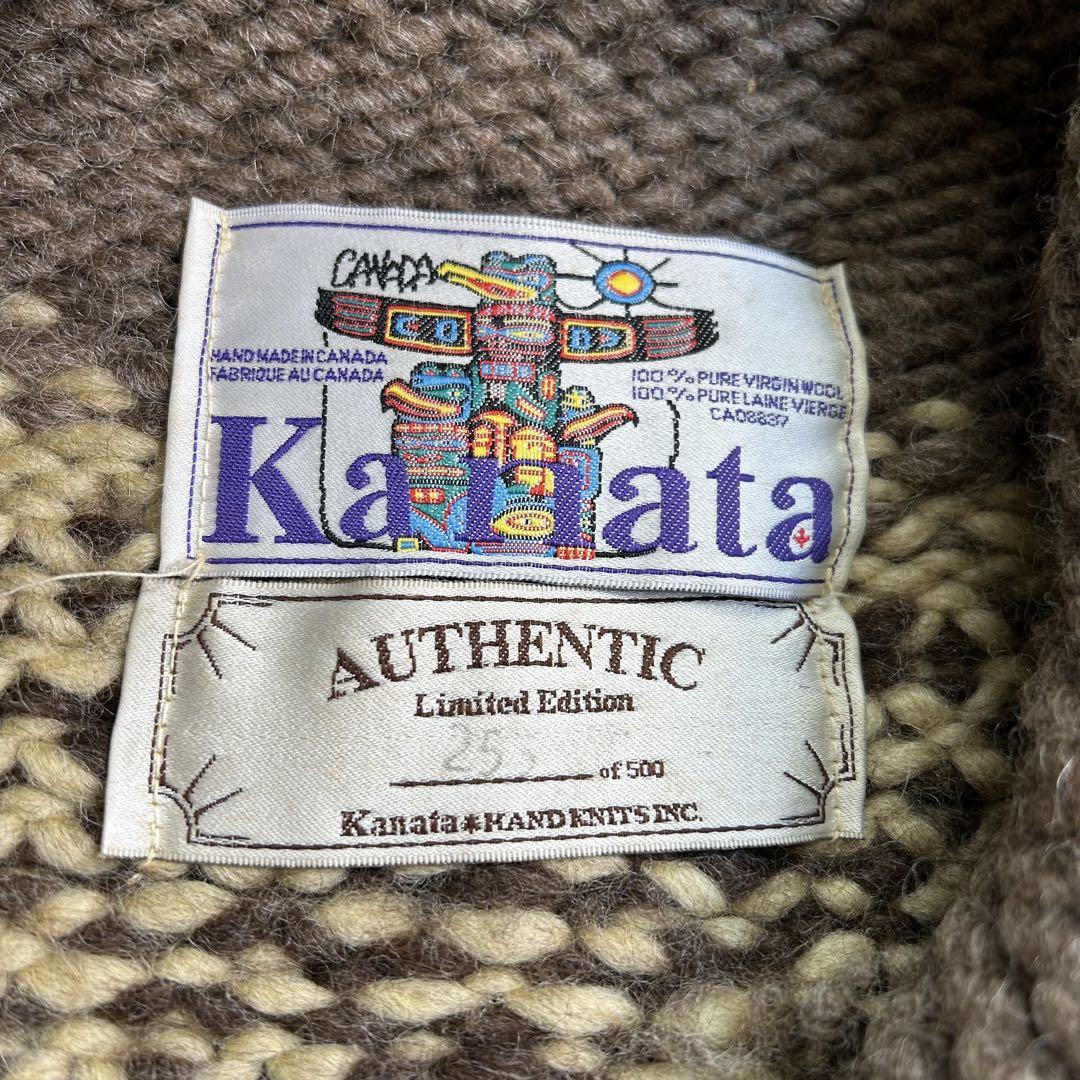 CANADA
HAND MADE IN CANADA
FABRIQUE AU CANADA
100 % PURE VIRGIN WOOL
100 % PURE LAINE VIERGE
Kanata
AUTHENTIC
Limited Edition
of 500
Kanata*HAND KNITS INC.